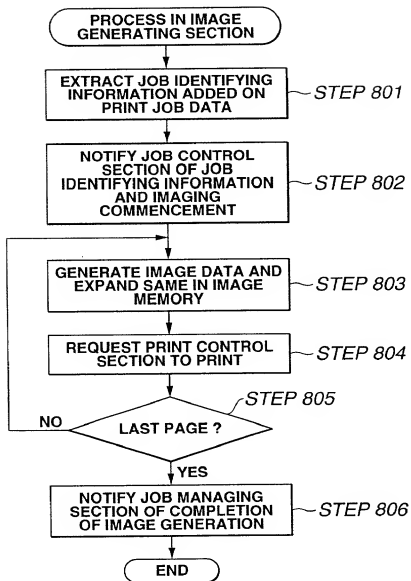 PROCESS IN IMAGE
GENERATING SECTION
EXTRACT JOB IDENTIFYING
INFORMATION ADDED ON
PRINT JOB DATA
STEP 801
NOTIFY JOB CONTROL
SECTION OF JOB
IDENTIFYING INFORMATION
AND IMAGING
COMMENCEMENT
STEP 802
GENERATE IMAGE DATA AND
EXPAND SAME IN IMAGE
MEMORY
STEP 803
REQUEST PRINT CONTROL
SECTION TO PRINT
STEP 804
STEP 805
LAST PAGE ?
NO
YES
NOTIFY JOB MANAGING
SECTION OF COMPLETION
OF IMAGE GENERATION
STEP 806
END